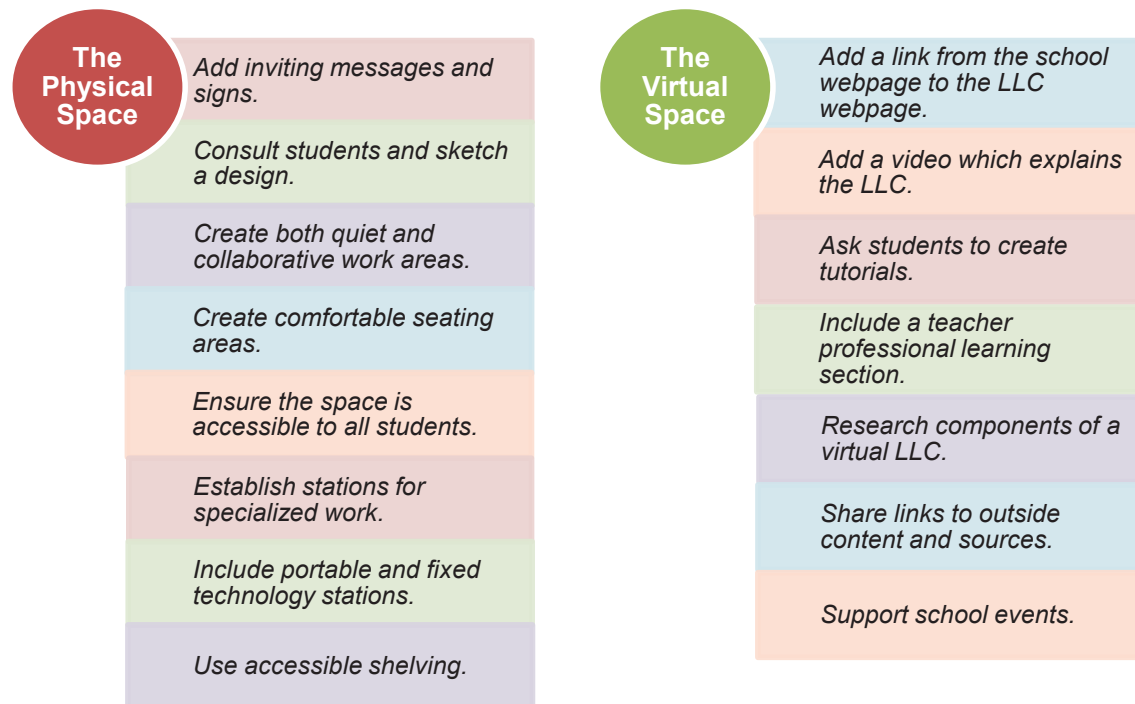 The
Physical
Space
Add inviting messages and
signs.
Consult students and sketch
a design.
Create both quiet and
collaborative work areas.
Create comfortable seating
areas.
Ensure the space is
accessible to all students.
Establish stations for
specialized work.
Include portable and fixed
technology stations.
Use accessible shelving.
The
Virtual
Space
Add a link from the school
webpage to the LLC
webpage.
Add a video which explains
the LLC.
Ask students to create
tutorials.
Include a teacher
professional learning
section.
Research components of a
virtual LLC.
Share links to outside
content and sources.
Support school events.